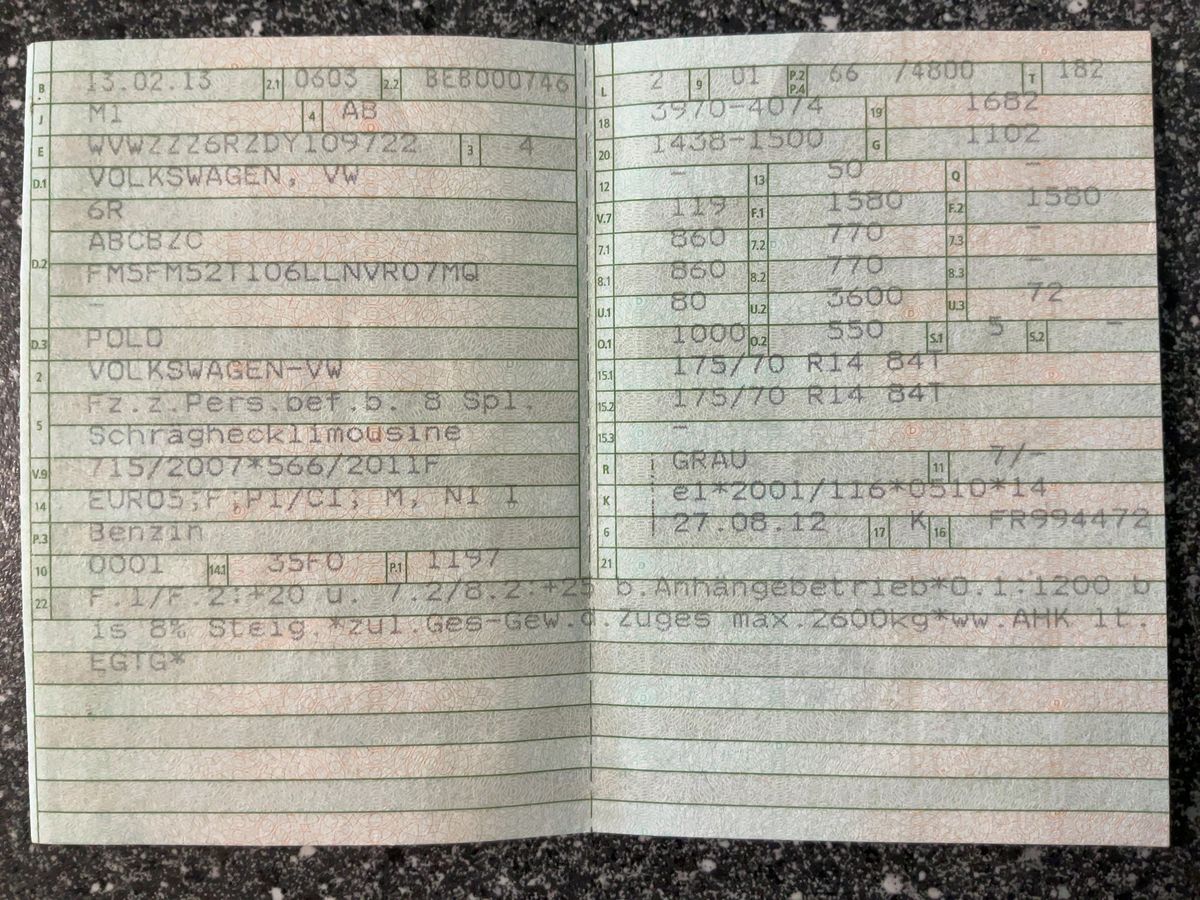 B 13.02.13 2.1 0603 2.2 BEB000746
J M1 4 AB
E WVWZZZ6RZDY109722 3 4
D.1 VOLKSWAGEN, VW
D.2 6R
ABCBZC
FM5FM52T106LLNVR07MQ
-
D.3 POLO
2 VOLKSWAGEN-VW
5 Fz.z.Pers.bef.b. 8 Spl.
Schräghecklimousine
V.9 715/2007*566/2011F
14 EURO5;F;PI/CI; M, N1 I
P.3 Benzin
10 0001 14.1 35F0 P.1 1197
L 2 9 01 P.2 P.4 66 /4800 T 182
18 3970-4074 19 1682
20 1438-1500 G 1102
12 - 13 50 Q -
V.7 119 F.1 1580 F.2 1580
7.1 860 7.2 770 7.3 -
8.1 860 8.2 770 8.3 -
U.1 80 U.2 3600 U.3 72
O.1 1000 O.2 550 S.1 5 S.2 -
15.1 175/70 R14 84T
15.2 175/70 R14 84T
15.3 -
R GRAU 11 7/-
K e1*2001/116*0510*14
6 27.08.12 17 K 16 FR994472
21
22 F.1/F.2:+20 u. 7.2/8.2:+25 b.Anhängebetrieb*O.1:1200 b
is 8% Steig.*zul.Ges-Gew.d.Zuges max.2600kg*ww.AHK lt.
EGTG*